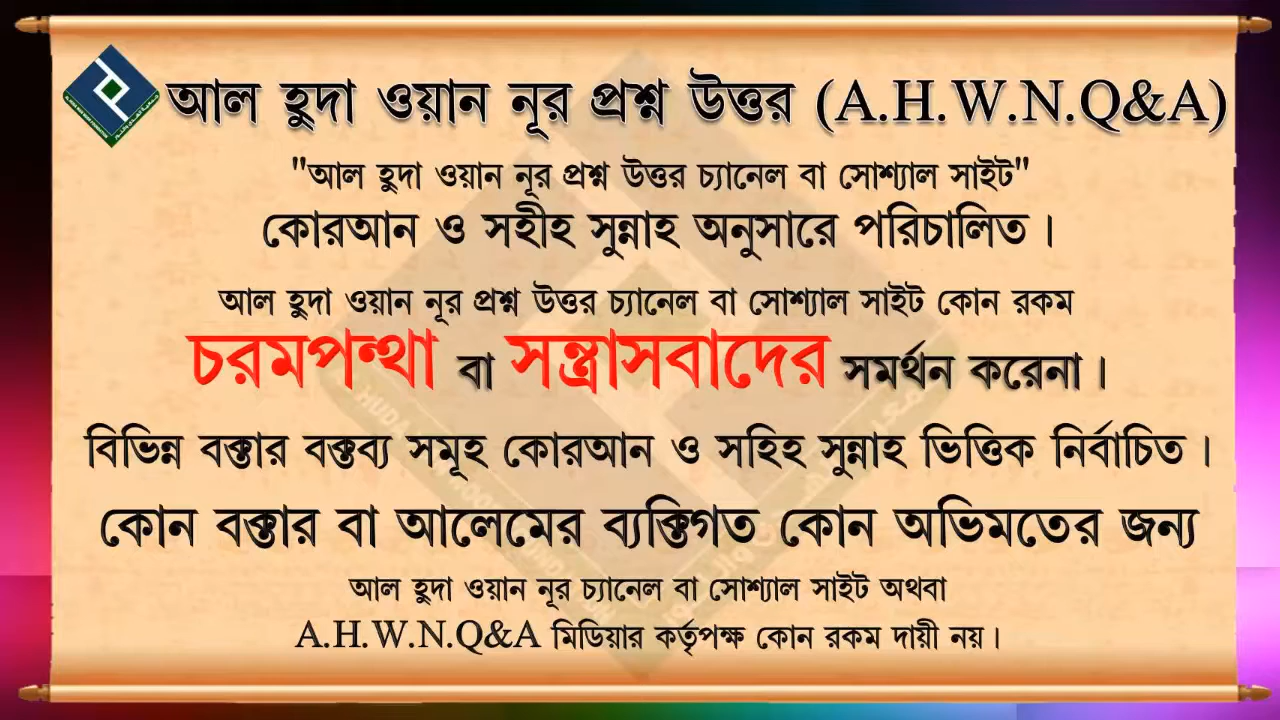 আল হুদা ওয়ান নূর প্রশ্ন উত্তর (A.H.W.N.Q&A)
"আল হুদা ওয়ান নূর প্রশ্ন উত্তর চ্যানেল বা সোশ্যাল সাইট"
কোরআন ও সহীহ সুন্নাহ অনুসারে পরিচালিত।
আল হুদা ওয়ান নূর প্রশ্ন উত্তর চ্যানেল বা সোশ্যাল সাইট কোন রকম
চরমপন্থা বা সন্ত্রাসবাদের সমর্থন করেনা।
বিভিন্ন বক্তার বক্তব্য সমূহ কোরআন ও সহিহ সুন্নাহ ভিত্তিক নির্বাচিত।
কোন বক্তার বা আলেমের ব্যক্তিগত কোন অভিমতের জন্য
আল হুদা ওয়ান নূর চ্যানেল বা সোশ্যাল সাইট অথবা
A.H.W.N.Q&A মিডিয়ার কর্তৃপক্ষ কোন রকম দায়ী নয়।